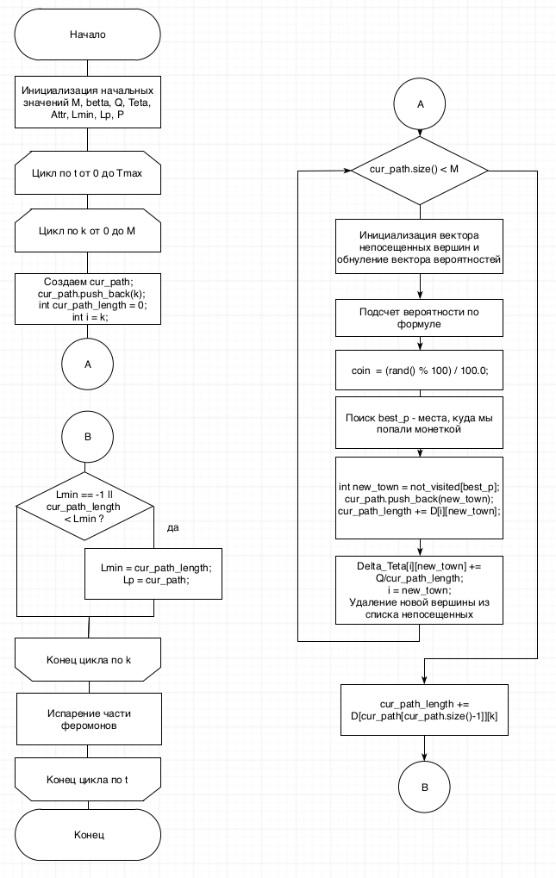 Начало
Инициализация начальных
значений M, betta, Q, Teta,
Attr, Lmin, Lp, P
Цикл по t от 0 до Tmax
Цикл по k от 0 до M
Создаем cur_path;
cur_path.push_back(k);
int cur_path_length = 0;
int i = k;
A
B
Lmin == -1 ||
cur_path_length
< Lmin ?
да
Lmin = cur_path_length;
Lp = cur_path;
Конец цикла по k
Испарение части
феромонов
Конец цикла по t
Конец
A
cur_path.size() < M
Инициализация вектора
непосещенных вершин и
обнуление вектора вероятностей
Подсчет вероятности по
формуле
coin = (rand() % 100) / 100.0;
Поиск best_p - места, куда мы
попали монеткой
int new_town = not_visited[best_p];
cur_path.push_back(new_town);
cur_path_length += D[i][new_town];
Delta_Teta[i][new_town] +=
Q/cur_path_length;
i = new_town;
Удаление новой вершины из
списка непосещенных
cur_path_length +=
D[cur_path[cur_path.size()-1]][k]
B